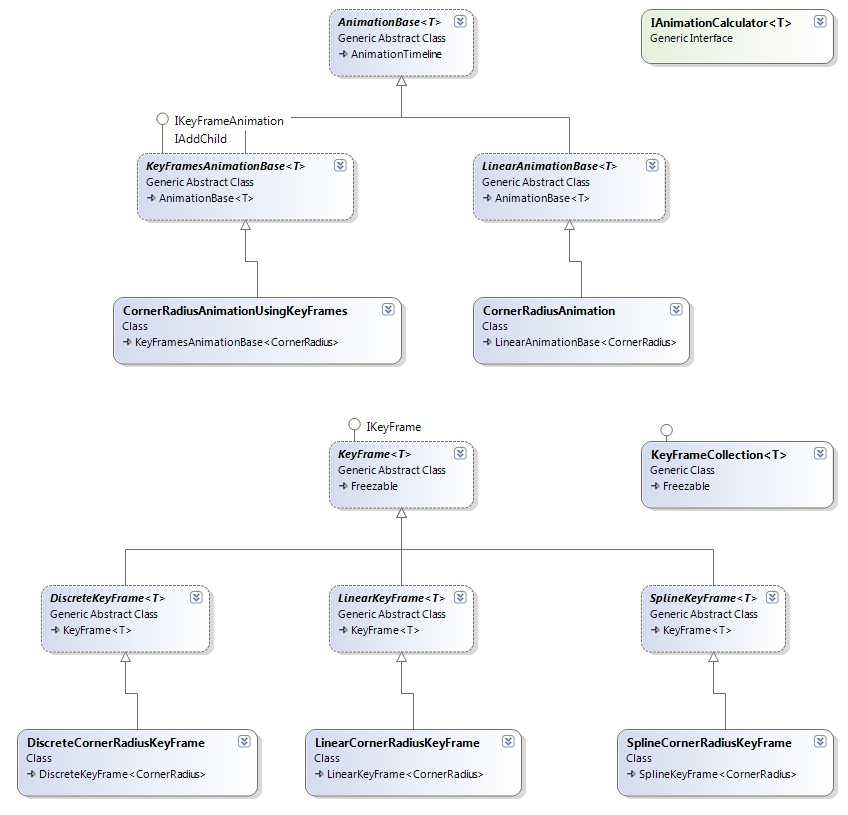 AnimationBase<T>
Generic Abstract Class
AnimationTimeline
IAnimationCalculator<T>
Generic Interface
IKeyFrameAnimation
IAddChild
KeyFramesAnimationBase<T>
Generic Abstract Class
AnimationBase<T>
LinearAnimationBase<T>
Generic Abstract Class
AnimationBase<T>
CornerRadiusAnimationUsingKeyFrames
Class
KeyFramesAnimationBase<CornerRadius>
CornerRadiusAnimation
Class
LinearAnimationBase<CornerRadius>
IKeyFrame
KeyFrame<T>
Generic Abstract Class
Freezable
KeyFrameCollection<T>
Generic Class
Freezable
DiscreteKeyFrame<T>
Generic Abstract Class
KeyFrame<T>
LinearKeyFrame<T>
Generic Abstract Class
KeyFrame<T>
SplineKeyFrame<T>
Generic Abstract Class
KeyFrame<T>
DiscreteCornerRadiusKeyFrame
Class
DiscreteKeyFrame<CornerRadius>
LinearCornerRadiusKeyFrame
Class
LinearKeyFrame<CornerRadius>
SplineCornerRadiusKeyFrame
Class
SplineKeyFrame<CornerRadius>